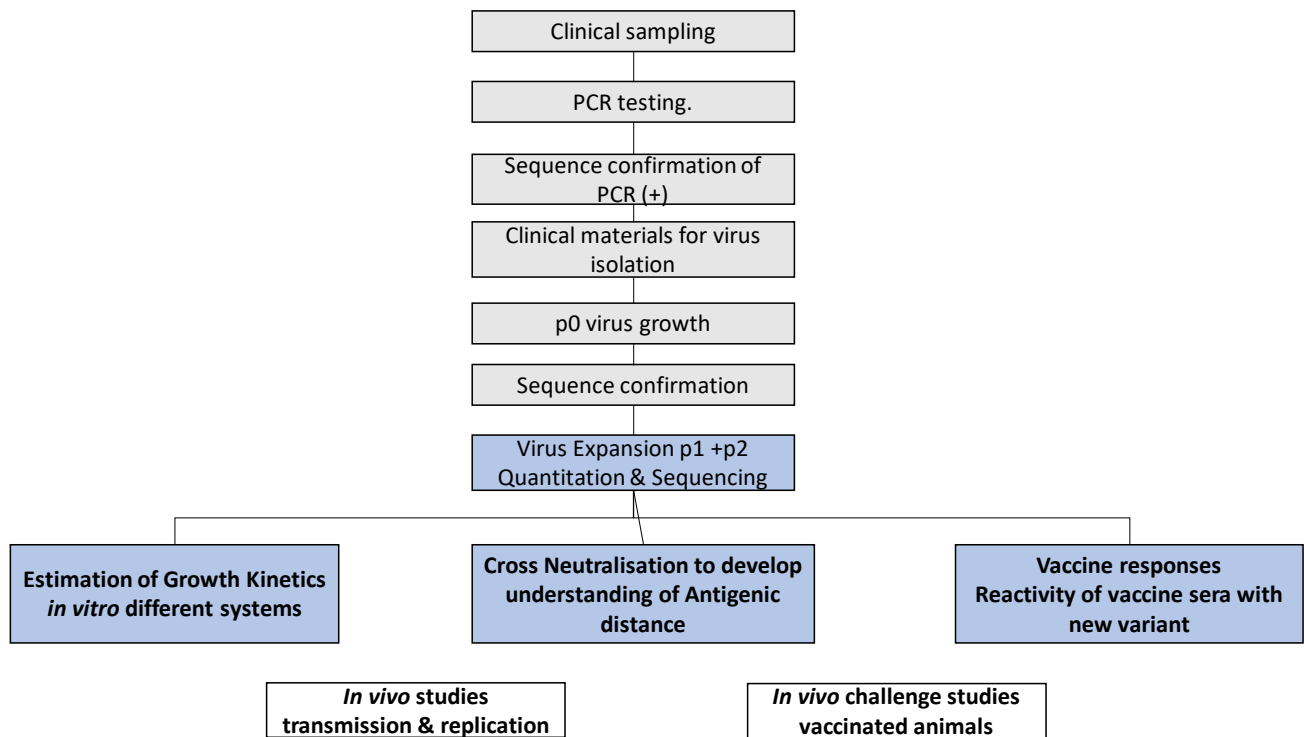 Clinical sampling
PCR testing.
Sequence confirmation of
PCR (+)
Clinical materials for virus
isolation
p0 virus growth
Sequence confirmation
Virus Expansion p1 +p2
Quantitation & Sequencing
Estimation of Growth Kinetics
in vitro different systems
Cross Neutralisation to develop
understanding of Antigenic
distance
Vaccine responses
Reactivity of vaccine sera with
new variant
In vivo studies
transmission & replication
In vivo challenge studies
vaccinated animals